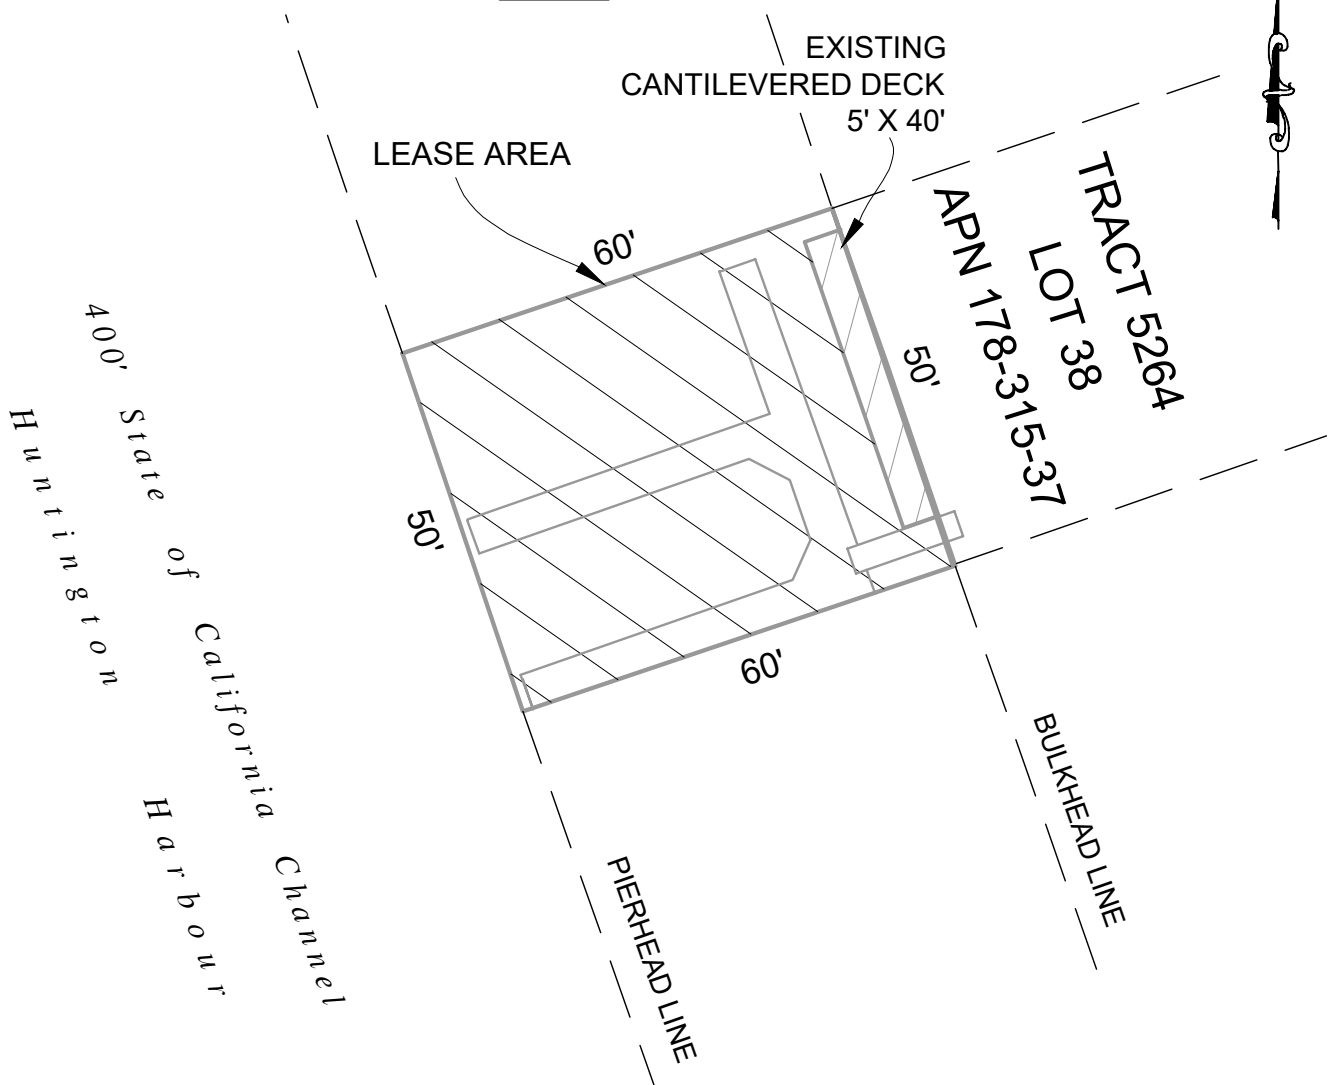 EXISTING
CANTILEVERED DECK
5' X 40'
LEASE AREA
60'
TRACT 5264
LOT 38
APN 178-315-37
50'
50'
60'
400' State of California Channel
Huntington Harbour
BULKHEAD LINE
PIERHEAD LINE